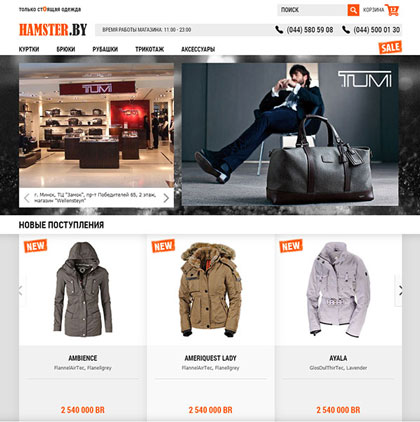 только стОящая одежда
ПОИСК
КОРЗИНА
12
HAMSTER.BY
ВРЕМЯ РАБОТЫ МАГАЗИНА: 11:00 - 23:00
(044) 580 59 08
(044) 500 01 30
КУРТКИ
БРЮКИ
РУБАШКИ
ТРИКОТАЖ
АКСЕССУАРЫ
SALE
TUMI
TUMI
г. Минск, ТЦ "Замок", пр-т Победителей 65, 2 этаж,
магазин "Wellensteyn"
НОВЫЕ ПОСТУПЛЕНИЯ
NEW
NEW
NEW
AMBIENCE
AMERIQUEST LADY
AYALA
FlannelAirTec, Flanellgrey
FlannelAirTec, Flanellgrey
GlosDullThirTec, Lavender
2 540 000 BR
2 540 000 BR
2 540 000 BR